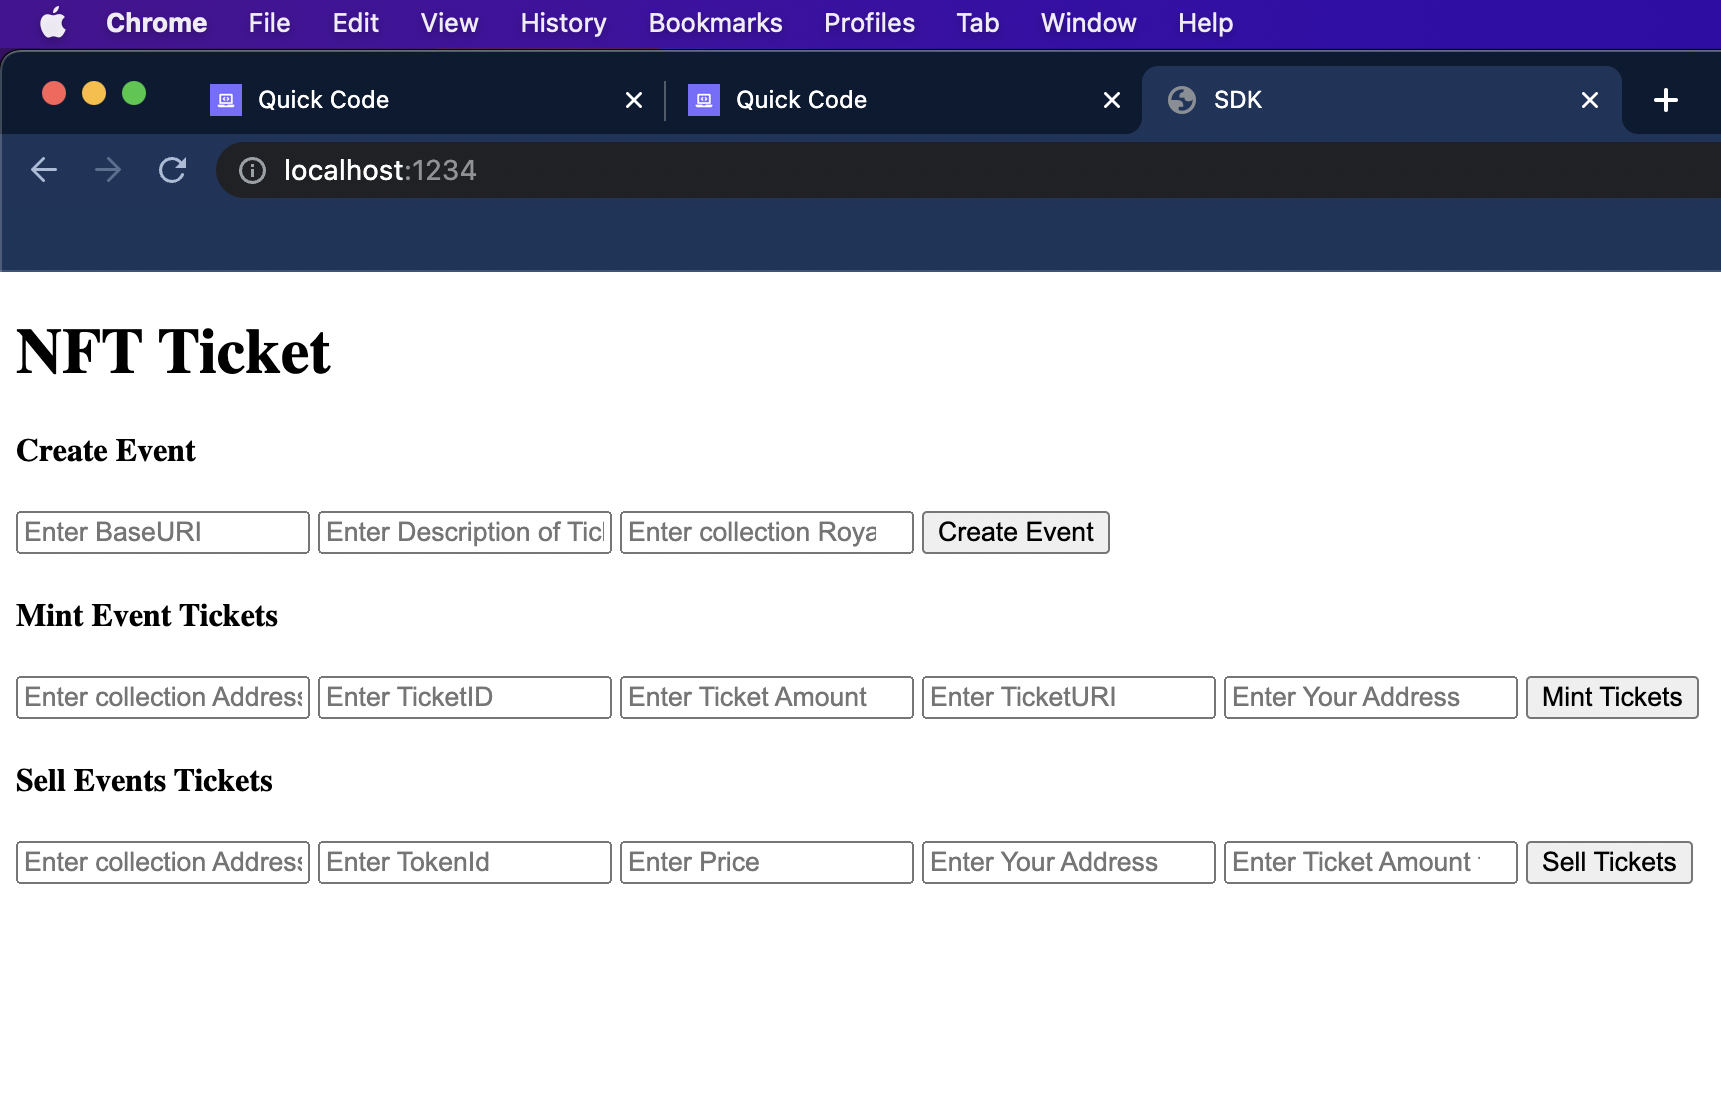 Chrome File Edit View History Bookmarks Profiles Tab Window Help
Quick Code Quick Code SDK
localhost:1234
NFT Ticket
Create Event
Enter BaseURI Enter Description of Tic Enter collection Roya Create Event
Mint Event Tickets
Enter collection Address Enter TicketID Enter Ticket Amount Enter TicketURI Enter Your Address Mint Tickets
Sell Events Tickets
Enter collection Address Enter TokenId Enter Price Enter Your Address Enter Ticket Amount Sell Tickets